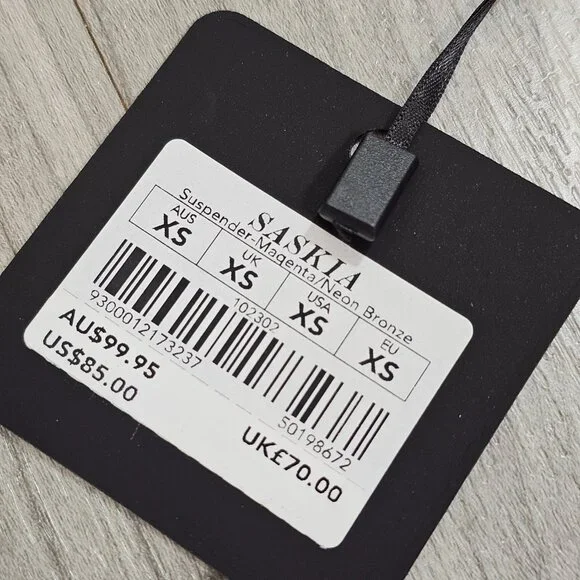 SASKIA
Suspender-Magenta/Neon Bronze
AUS UK USA EU
XS XS XS XS
102302
9300012173237
50198672
AU$99.95
US$85.00
UK£70.00